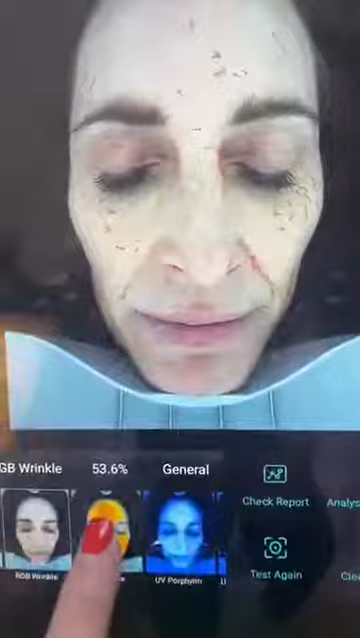 GB Wrinkle 53.6% General
Check Report Analys
RGB Wrinkle
UV Porphyrin
Test Again Cle